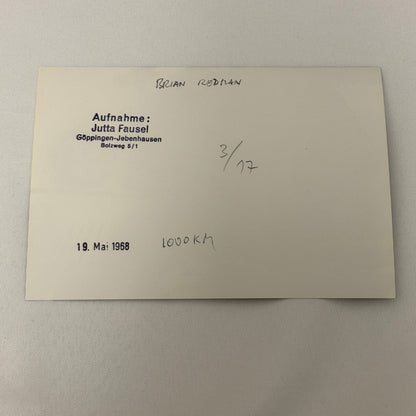 BRIAN REDMAN
Aufnahme:
Jutta Fausel
Göppingen-Jebenhausen
Bolzweg 5/1
3/17
19. Mai 1968
1000KM